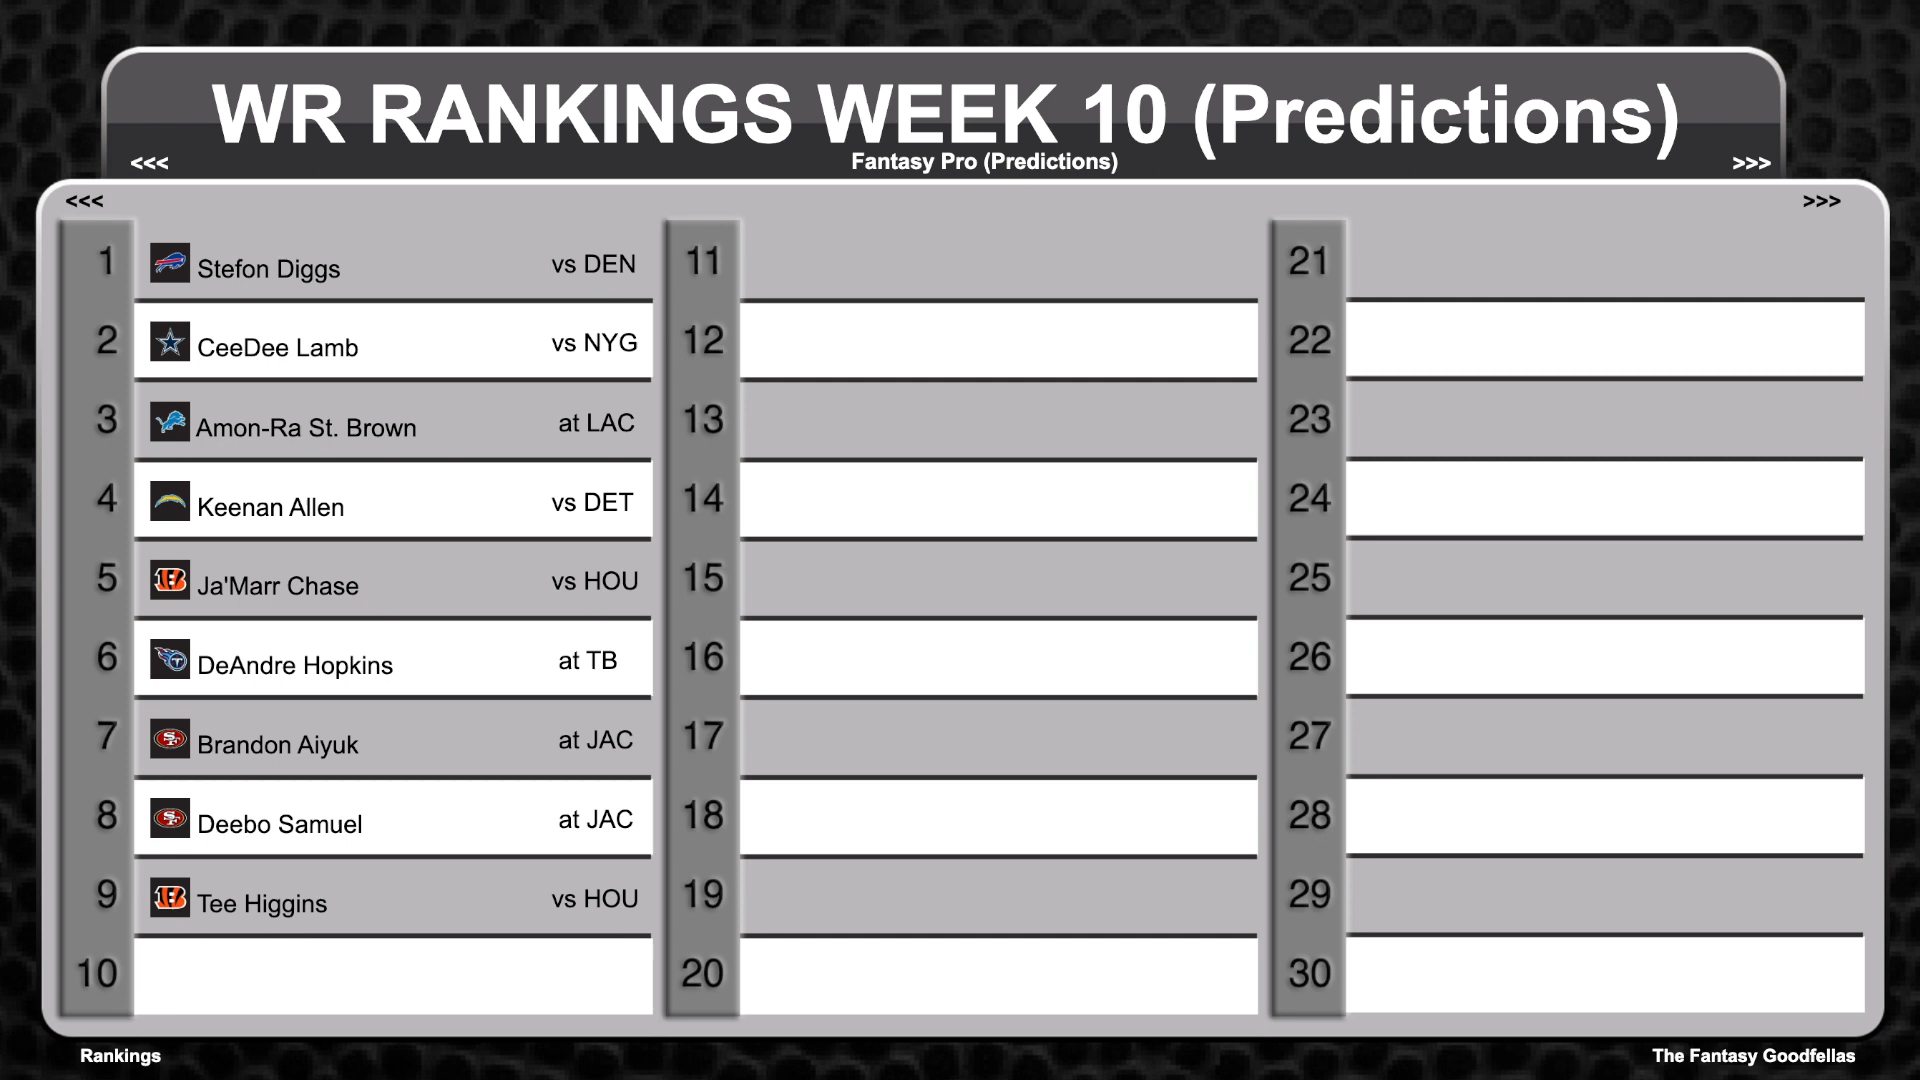 WR RANKINGS WEEK 10 (Predictions)
<<< Fantasy Pro (Predictions) >>>
<<< >>>
1 Stefon Diggs vs DEN
2 CeeDee Lamb vs NYG
3 Amon-Ra St. Brown at LAC
4 Keenan Allen vs DET
5 Ja'Marr Chase vs HOU
6 DeAndre Hopkins at TB
7 Brandon Aiyuk at JAC
8 Deebo Samuel at JAC
9 Tee Higgins vs HOU
10
11
12
13
14
15
16
17
18
19
20
21
22
23
24
25
26
27
28
29
30
Rankings
The Fantasy Goodfellas